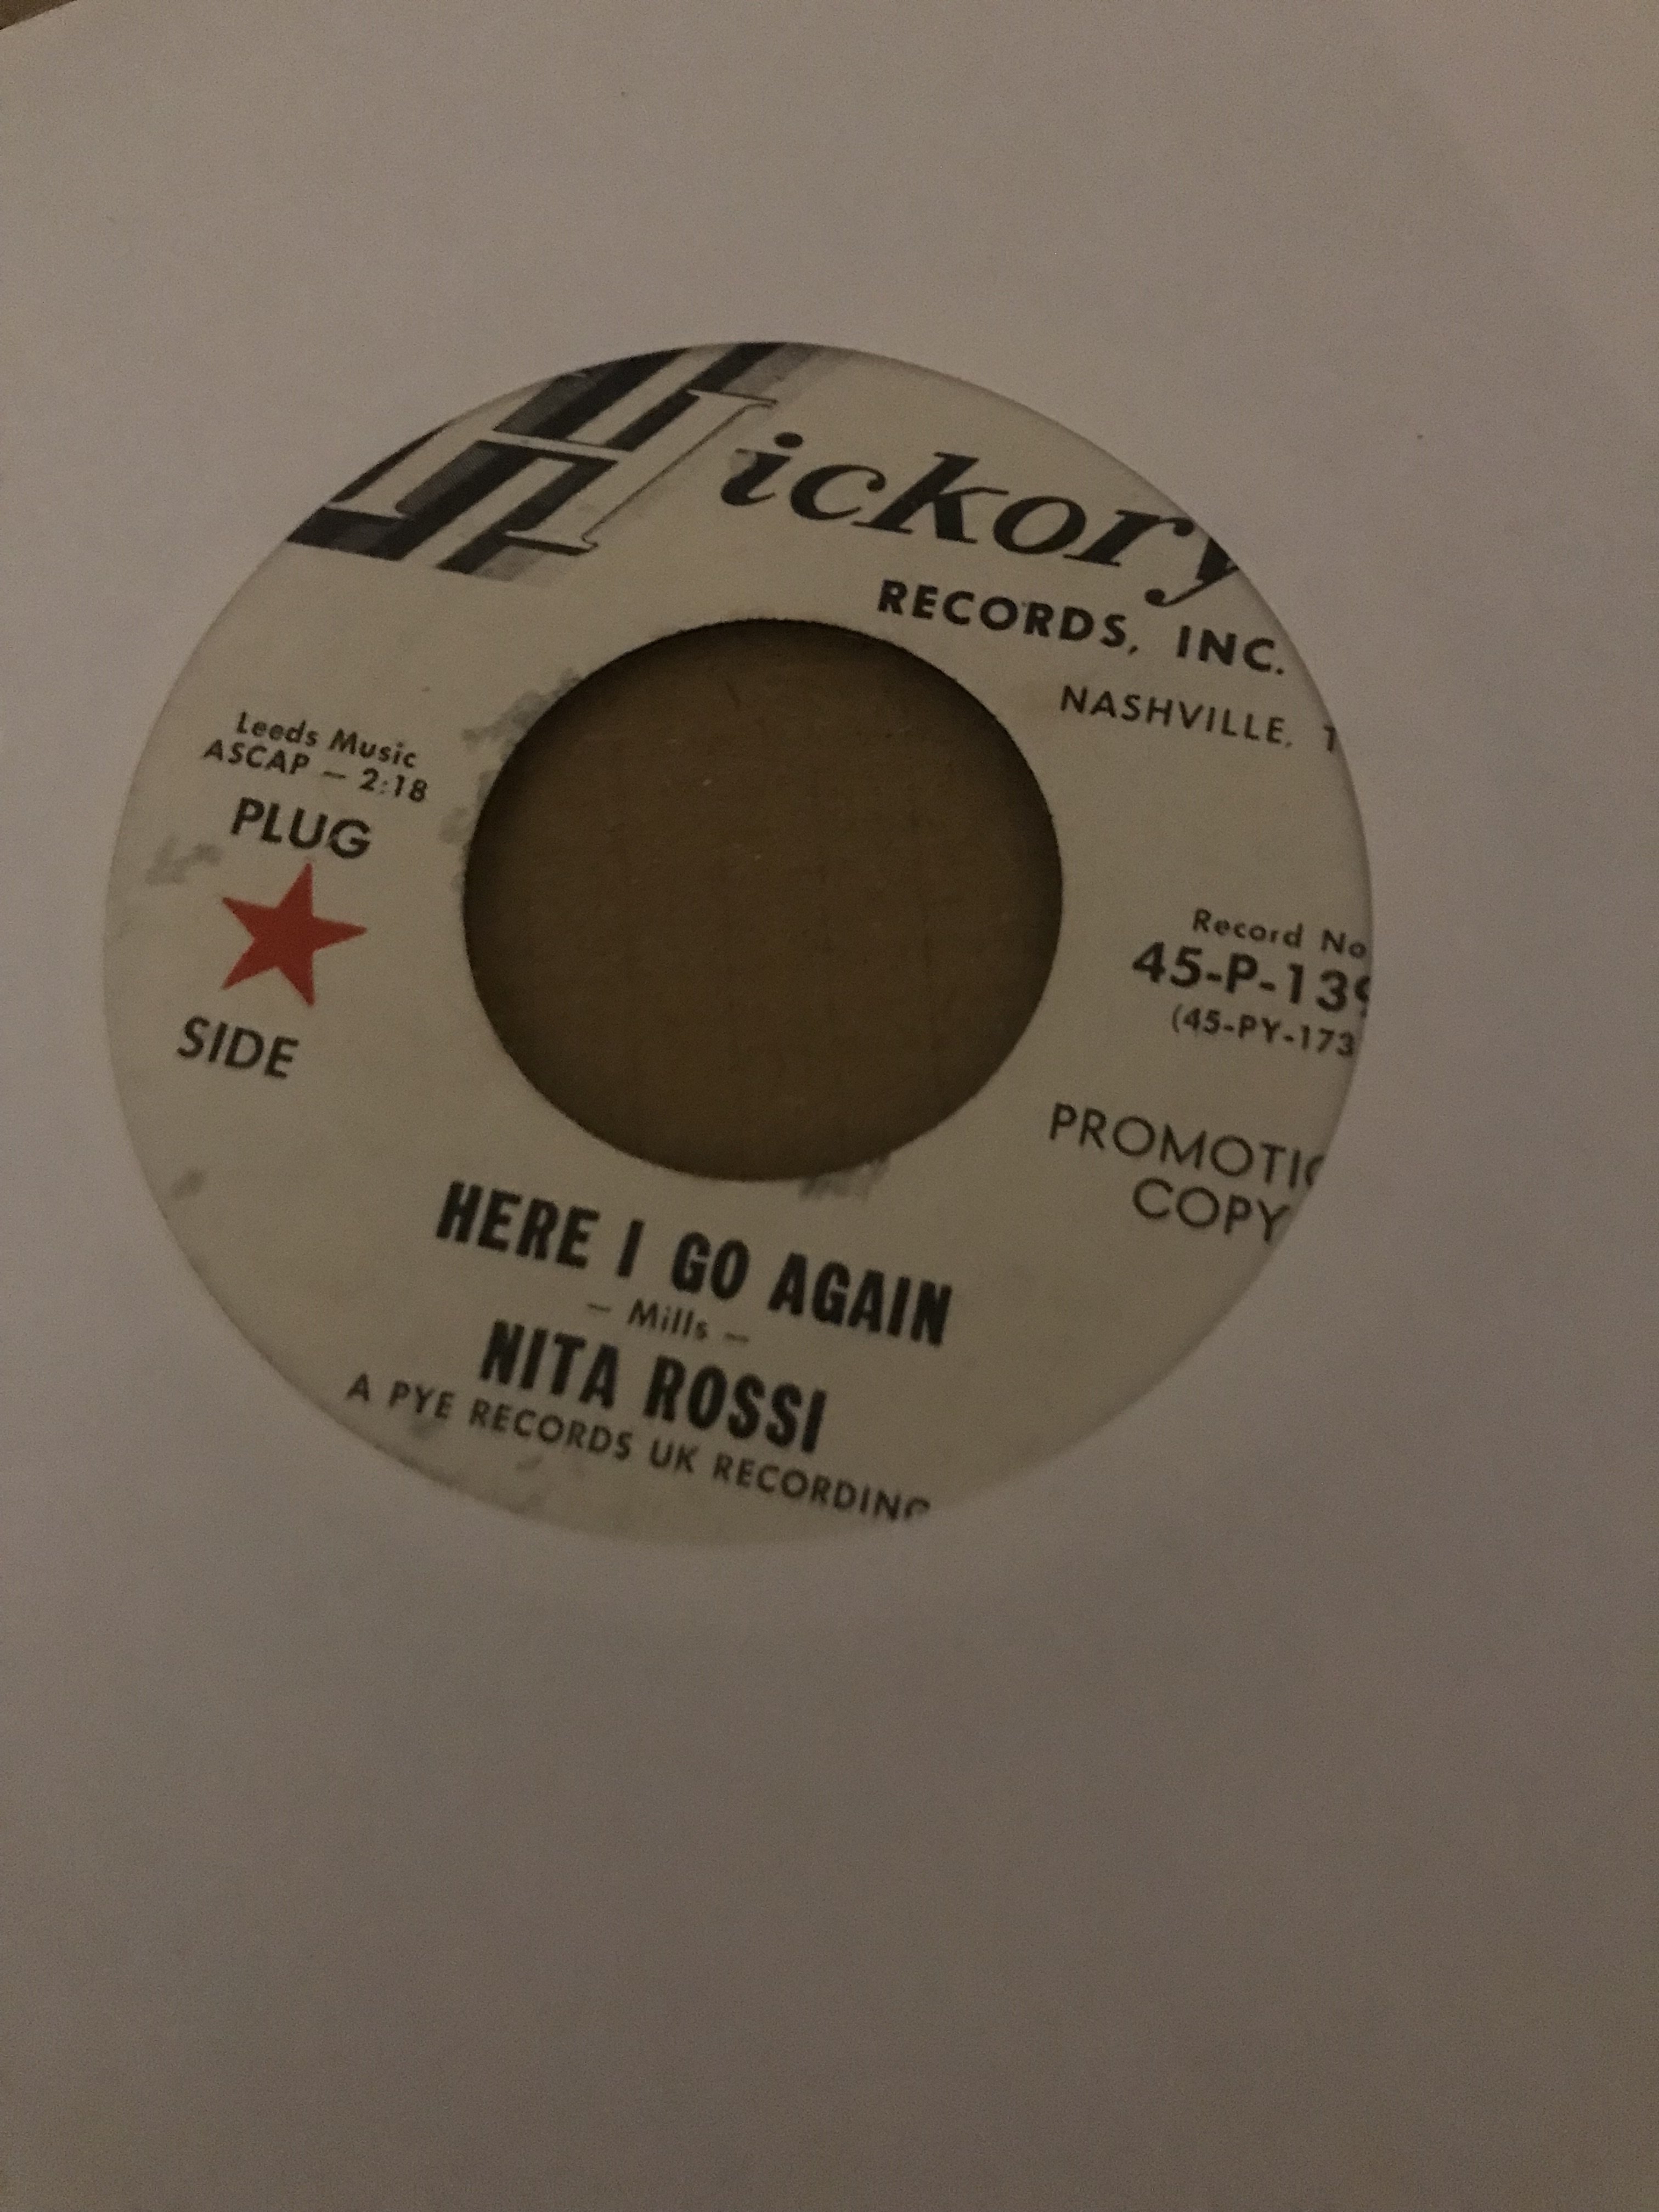 Hickory
RECORDS, INC.
NASHVILLE, T
Leeds Music
ASCAP — 2:18
PLUG
SIDE
Record No
45-P-139
(45-PY-173
PROMOTIO
COPY
HERE I GO AGAIN
— Mills —
NITA ROSSI
A PYE RECORDS UK RECORDING